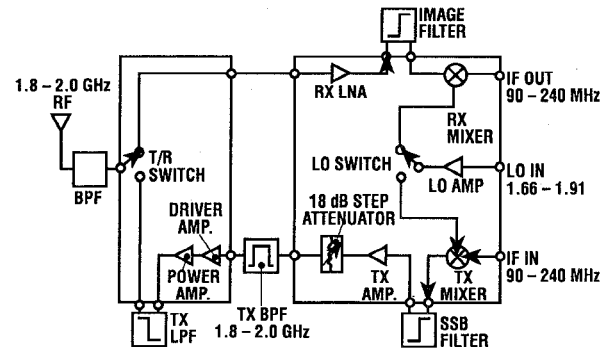 IMAGE
FILTER
1.8 – 2.0 GHz
RF
BPF
T/R
SWITCH
RX LNA
RX
MIXER
IF OUT
90 – 240 MHz
LO SWITCH
LO AMP
LO IN
1.66 – 1.91
18 dB STEP
ATTENUATOR
DRIVER
AMP.
POWER
AMP.
TX
AMP.
TX
MIXER
IF IN
90 – 240 MHz
TX
LPF
TX BPF
1.8 – 2.0 GHz
SSB
FILTER